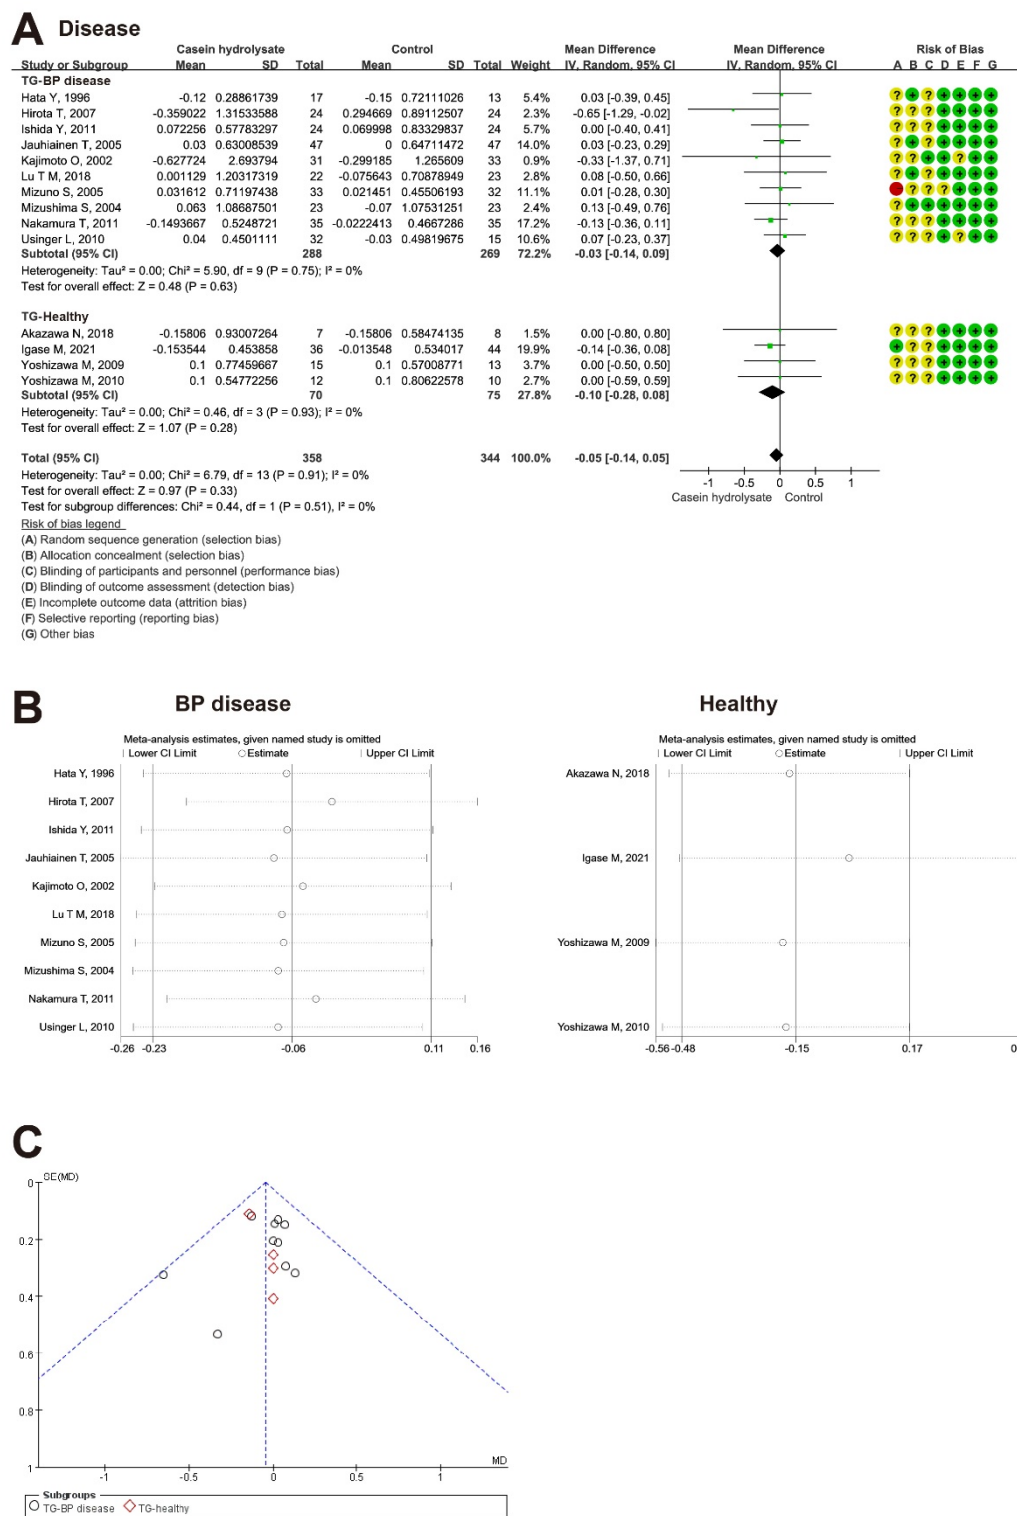 A Disease
Casein hydrolysate Control Mean Difference Mean Difference Risk of Bias
Study or Subgroup Mean SD Total Mean SD Total Weight IV, Random, 95% CI IV, Random, 95% CI A B C D E F G
TG-BP disease
Hata Y, 1996 -0.12 0.28861739 17 -0.15 0.72111026 13 5.4% 0.03 [-0.39, 0.45] ? + ? + + + +
Hirota T, 2007 -0.359022 1.31533588 24 0.294669 0.89112507 24 2.3% -0.65 [-1.29, -0.02] ? ? ? + + + +
Ishida Y, 2011 0.072256 0.57783297 24 0.069998 0.83329837 24 5.7% 0.00 [-0.40, 0.41] ? ? ? + + + +
Jauhiainen T, 2005 0.03 0.63008539 47 0 0.64711472 47 14.0% 0.03 [-0.23, 0.29] ? + ? + + + +
Kajimoto O, 2002 -0.627724 2.693794 31 -0.299185 1.265609 33 0.9% -0.33 [-1.37, 0.71] ? ? + + ? + +
Lu T M, 2018 0.001129 1.20317319 22 -0.075643 0.70878949 23 2.8% 0.08 [-0.50, 0.66] ? + ? + + + +
Mizuno S, 2005 0.031612 0.71197438 33 0.021451 0.45506193 32 11.1% 0.01 [-0.28, 0.30] ? ? ? + + +
Mizushima S, 2004 0.063 1.08687501 23 -0.07 1.07531251 23 2.4% 0.13 [-0.49, 0.76] ? + + + + + +
Nakamura T, 2011 -0.1493667 0.5248721 35 -0.0222413 0.4667286 35 17.2% -0.13 [-0.36, 0.11] ? ? ? + + + +
Usinger L, 2010 0.04 0.4501111 32 -0.03 0.49819675 15 10.6% 0.07 [-0.23, 0.37] ? ? ? + ? + +
Subtotal (95% CI) 288 269 72.2% -0.03 [-0.14, 0.09]
Heterogeneity: Tau² = 0.00; Chi² = 5.90, df = 9 (P = 0.75); I² = 0%
Test for overall effect: Z = 0.48 (P = 0.63)
TG-Healthy
Akazawa N, 2018 -0.15806 0.93007264 7 -0.15806 0.58474135 8 1.5% 0.00 [-0.80, 0.80] ? ? ? + + + +
Igase M, 2021 -0.153544 0.453858 36 -0.013548 0.534017 44 19.9% -0.14 [-0.36, 0.08] + ? ? + + + +
Yoshizawa M, 2009 0.1 0.77459667 15 0.1 0.57008771 13 3.7% 0.00 [-0.50, 0.50] ? ? ? + + + +
Yoshizawa M, 2010 0.1 0.54772256 12 0.1 0.80622578 10 2.7% 0.00 [-0.59, 0.59] ? ? ? + + + +
Subtotal (95% CI) 70 75 27.8% -0.10 [-0.28, 0.08]
Heterogeneity: Tau² = 0.00; Chi² = 0.46, df = 3 (P = 0.93); I² = 0%
Test for overall effect: Z = 1.07 (P = 0.28)
Total (95% CI) 358 344 100.0% -0.05 [-0.14, 0.05]
Heterogeneity: Tau² = 0.00; Chi² = 6.79, df = 13 (P = 0.91); I² = 0%
Test for overall effect: Z = 0.97 (P = 0.33)
Test for subgroup differences: Chi² = 0.44, df = 1 (P = 0.51), I² = 0%
-1 -0.5 0 0.5 1
Casein hydrolysate Control
Risk of bias legend
(A) Random sequence generation (selection bias)
(B) Allocation concealment (selection bias)
(C) Blinding of participants and personnel (performance bias)
(D) Blinding of outcome assessment (detection bias)
(E) Incomplete outcome data (attrition bias)
(F) Selective reporting (reporting bias)
(G) Other bias
B BP disease Healthy
Meta-analysis estimates, given named study is omitted
Lower CI Limit Estimate Upper CI Limit
Hata Y, 1996
Hirota T, 2007
Ishida Y, 2011
Jauhiainen T, 2005
Kajimoto O, 2002
Lu T M, 2018
Mizuno S, 2005
Mizushima S, 2004
Nakamura T, 2011
Usinger L, 2010
-0.26 -0.23 -0.06 0.11 0.16
Meta-analysis estimates, given named study is omitted
Lower CI Limit Estimate Upper CI Limit
Akazawa N, 2018
Igase M, 2021
Yoshizawa M, 2009
Yoshizawa M, 2010
-0.56 -0.48 -0.15 0.17 0
C
SE(MD)
0
0.2
0.4
0.6
0.8
1
MD
-1 -0.5 0 0.5 1
Subgroups
TG-BP disease TG-healthy